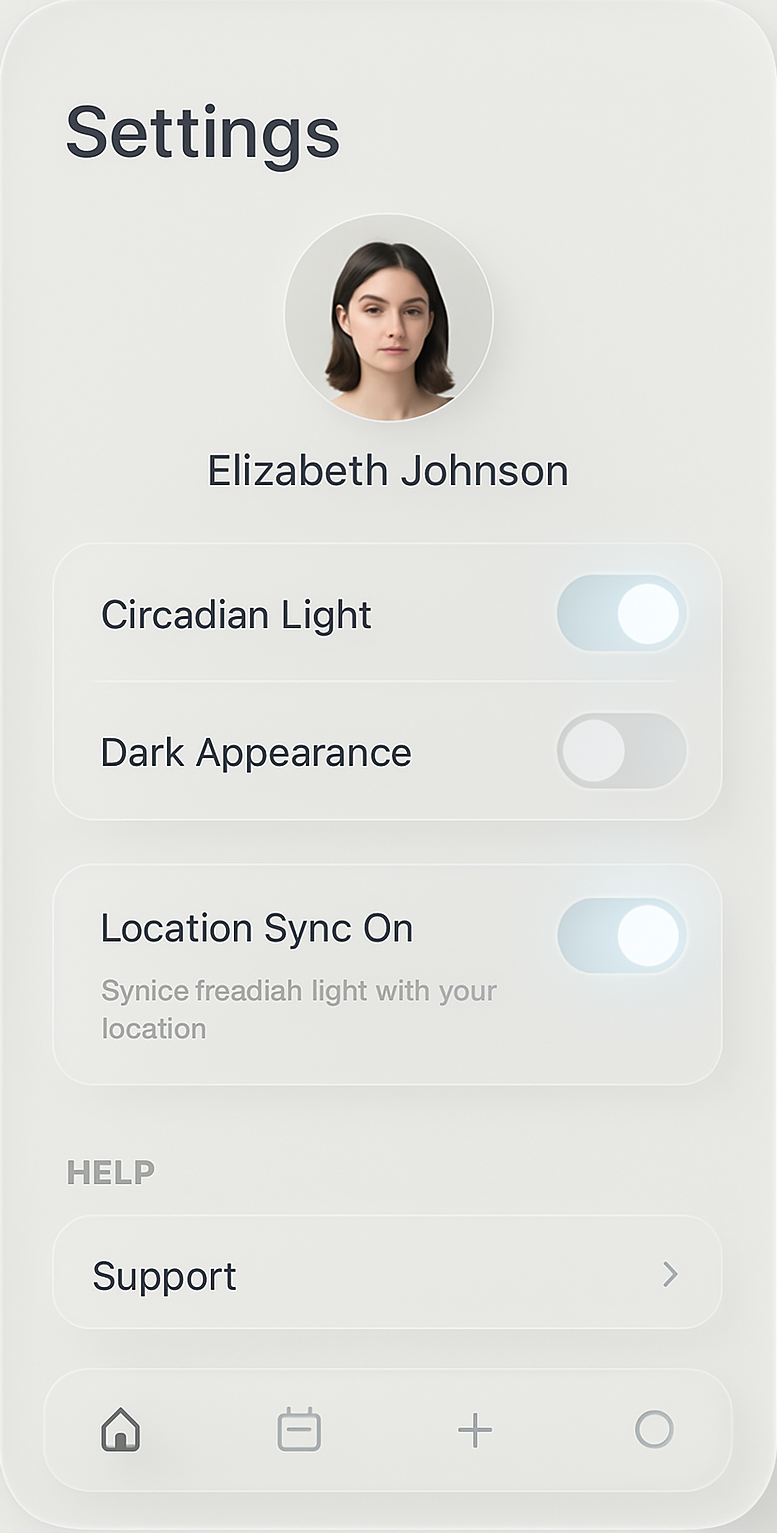 Settings
Elizabeth Johnson
Circadian Light
Dark Appearance
Location Sync On
Synice freadiah light with your
location
HELP
Support